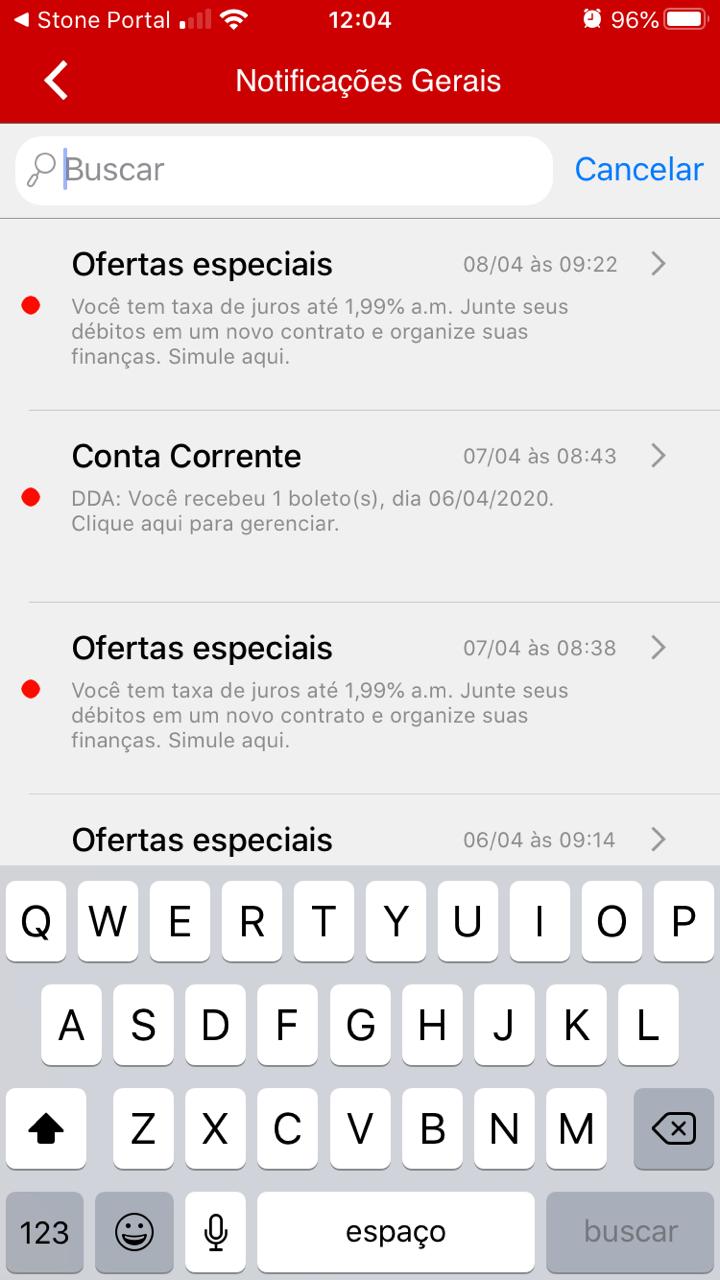 ◀ Stone Portal 12:04 96%
Notificações Gerais
Buscar Cancelar
Ofertas especiais 08/04 às 09:22
Você tem taxa de juros até 1,99% a.m. Junte seus
débitos em um novo contrato e organize suas
finanças. Simule aqui.
Conta Corrente 07/04 às 08:43
DDA: Você recebeu 1 boleto(s), dia 06/04/2020.
Clique aqui para gerenciar.
Ofertas especiais 07/04 às 08:38
Você tem taxa de juros até 1,99% a.m. Junte seus
débitos em um novo contrato e organize suas
finanças. Simule aqui.
Ofertas especiais 06/04 às 09:14
Q W E R T Y U I O P
A S D F G H J K L
Z X C V B N M
123 espaço buscar